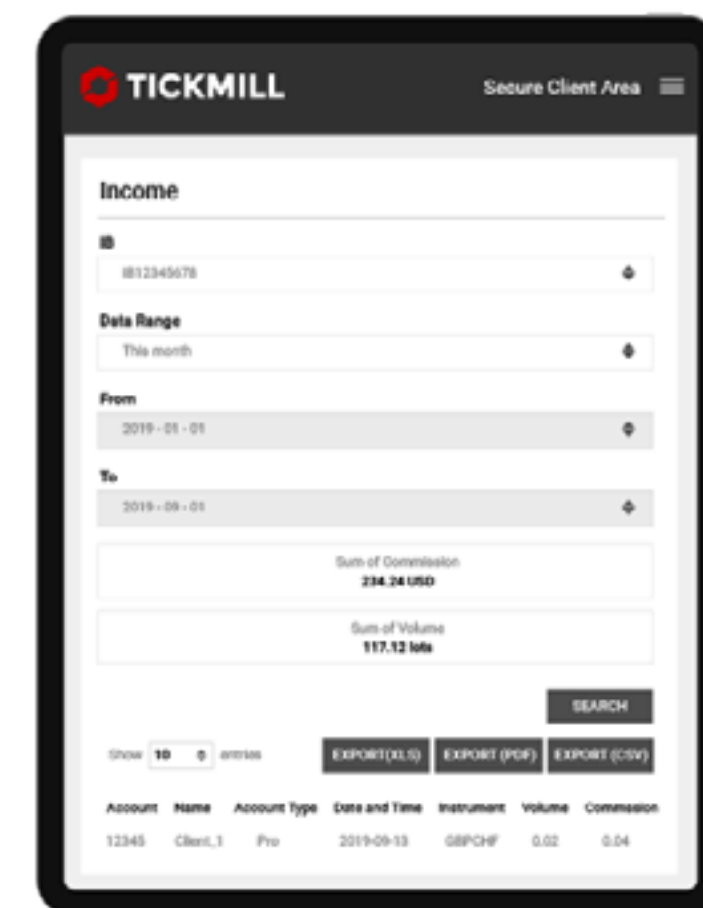 TICKMILL
Secure Client Area
Income
IB
IB12345678
Data Range
This month
From
2019 - 01 - 01
To
2019 - 09 - 01
Sum of Commission
234.24 USD
Sum of Volume
117.12 lots
SEARCH
Show 10 entries
EXPORT(XLS) EXPORT (PDF) EXPORT (CSV)
Account Name Account Type Date and Time Instrument Volume Commission
12345 Client_1 Pro 2019-09-13 GBPCHF 0.02 0.04